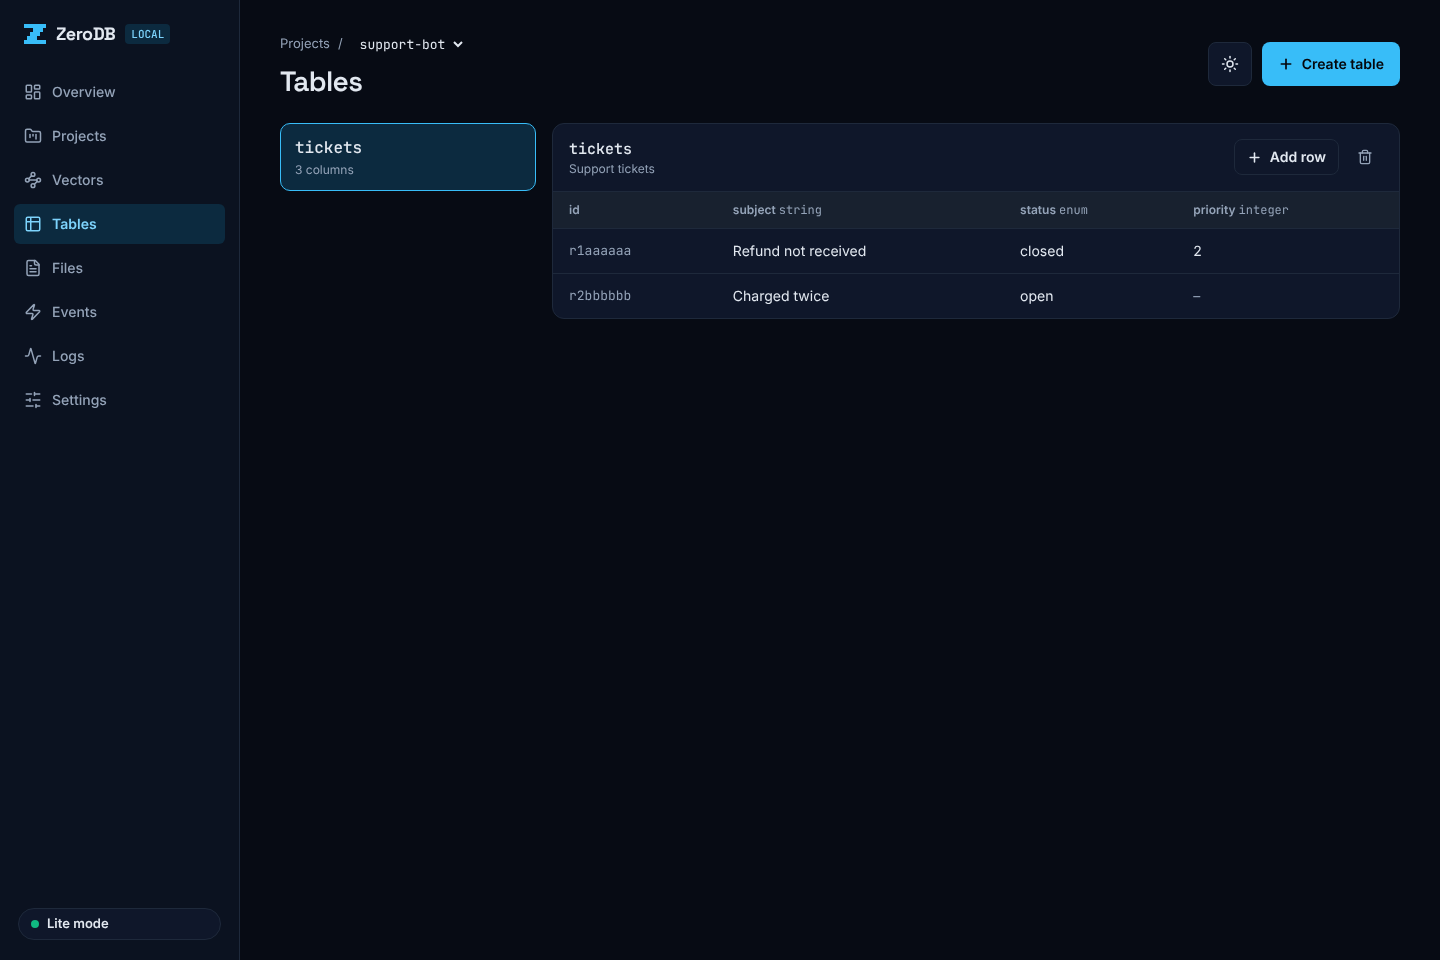 ZeroDB LOCAL
Overview
Projects
Vectors
Tables
Files
Events
Logs
Settings
Lite mode
Projects / support-bot
Tables
Create table
tickets
3 columns
tickets
Support tickets
Add row
id subject string status enum priority integer
r1aaaaaa Refund not received closed 2
r2bbbbbb Charged twice open –